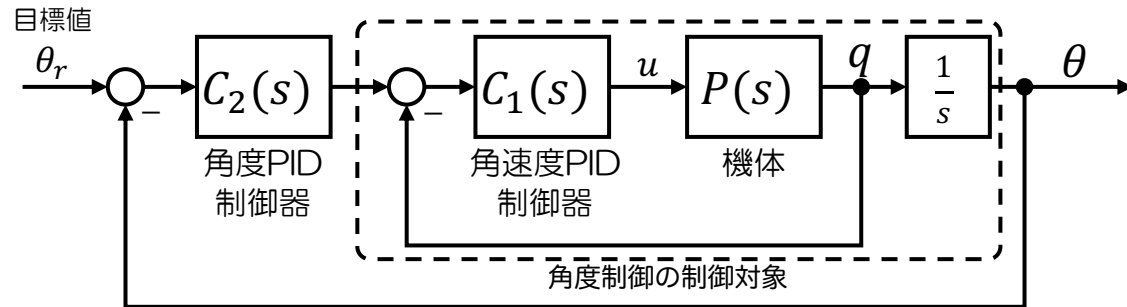 目標値
θ_r
−
C_2(s)
角度PID
制御器
−
C_1(s)
角速度PID
制御器
u
P(s)
機体
q
1
s
θ
角度制御の制御対象